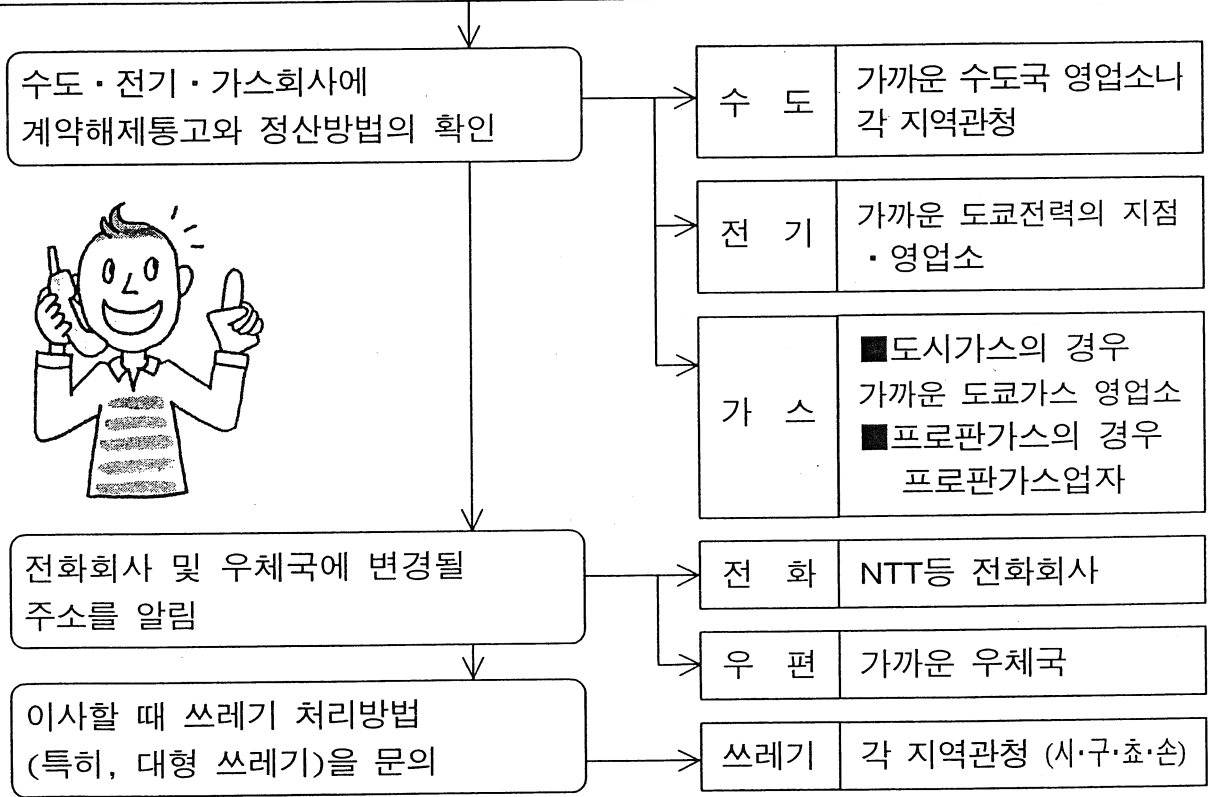 수도·전기·가스회사에
계약해제통고와 정산방법의 확인
수 도
가까운 수도국 영업소나
각 지역관청
전 기
가까운 도쿄전력의 지점
·영업소
가 스
■도시가스의 경우
가까운 도쿄가스 영업소
■프로판가스의 경우
프로판가스업자
전화회사 및 우체국에 변경될
주소를 알림
전 화
NTT등 전화회사
우 편
가까운 우체국
이사할 때 쓰레기 처리방법
(특히, 대형 쓰레기)을 문의
쓰레기
각 지역관청 (시·구·쵸·손)